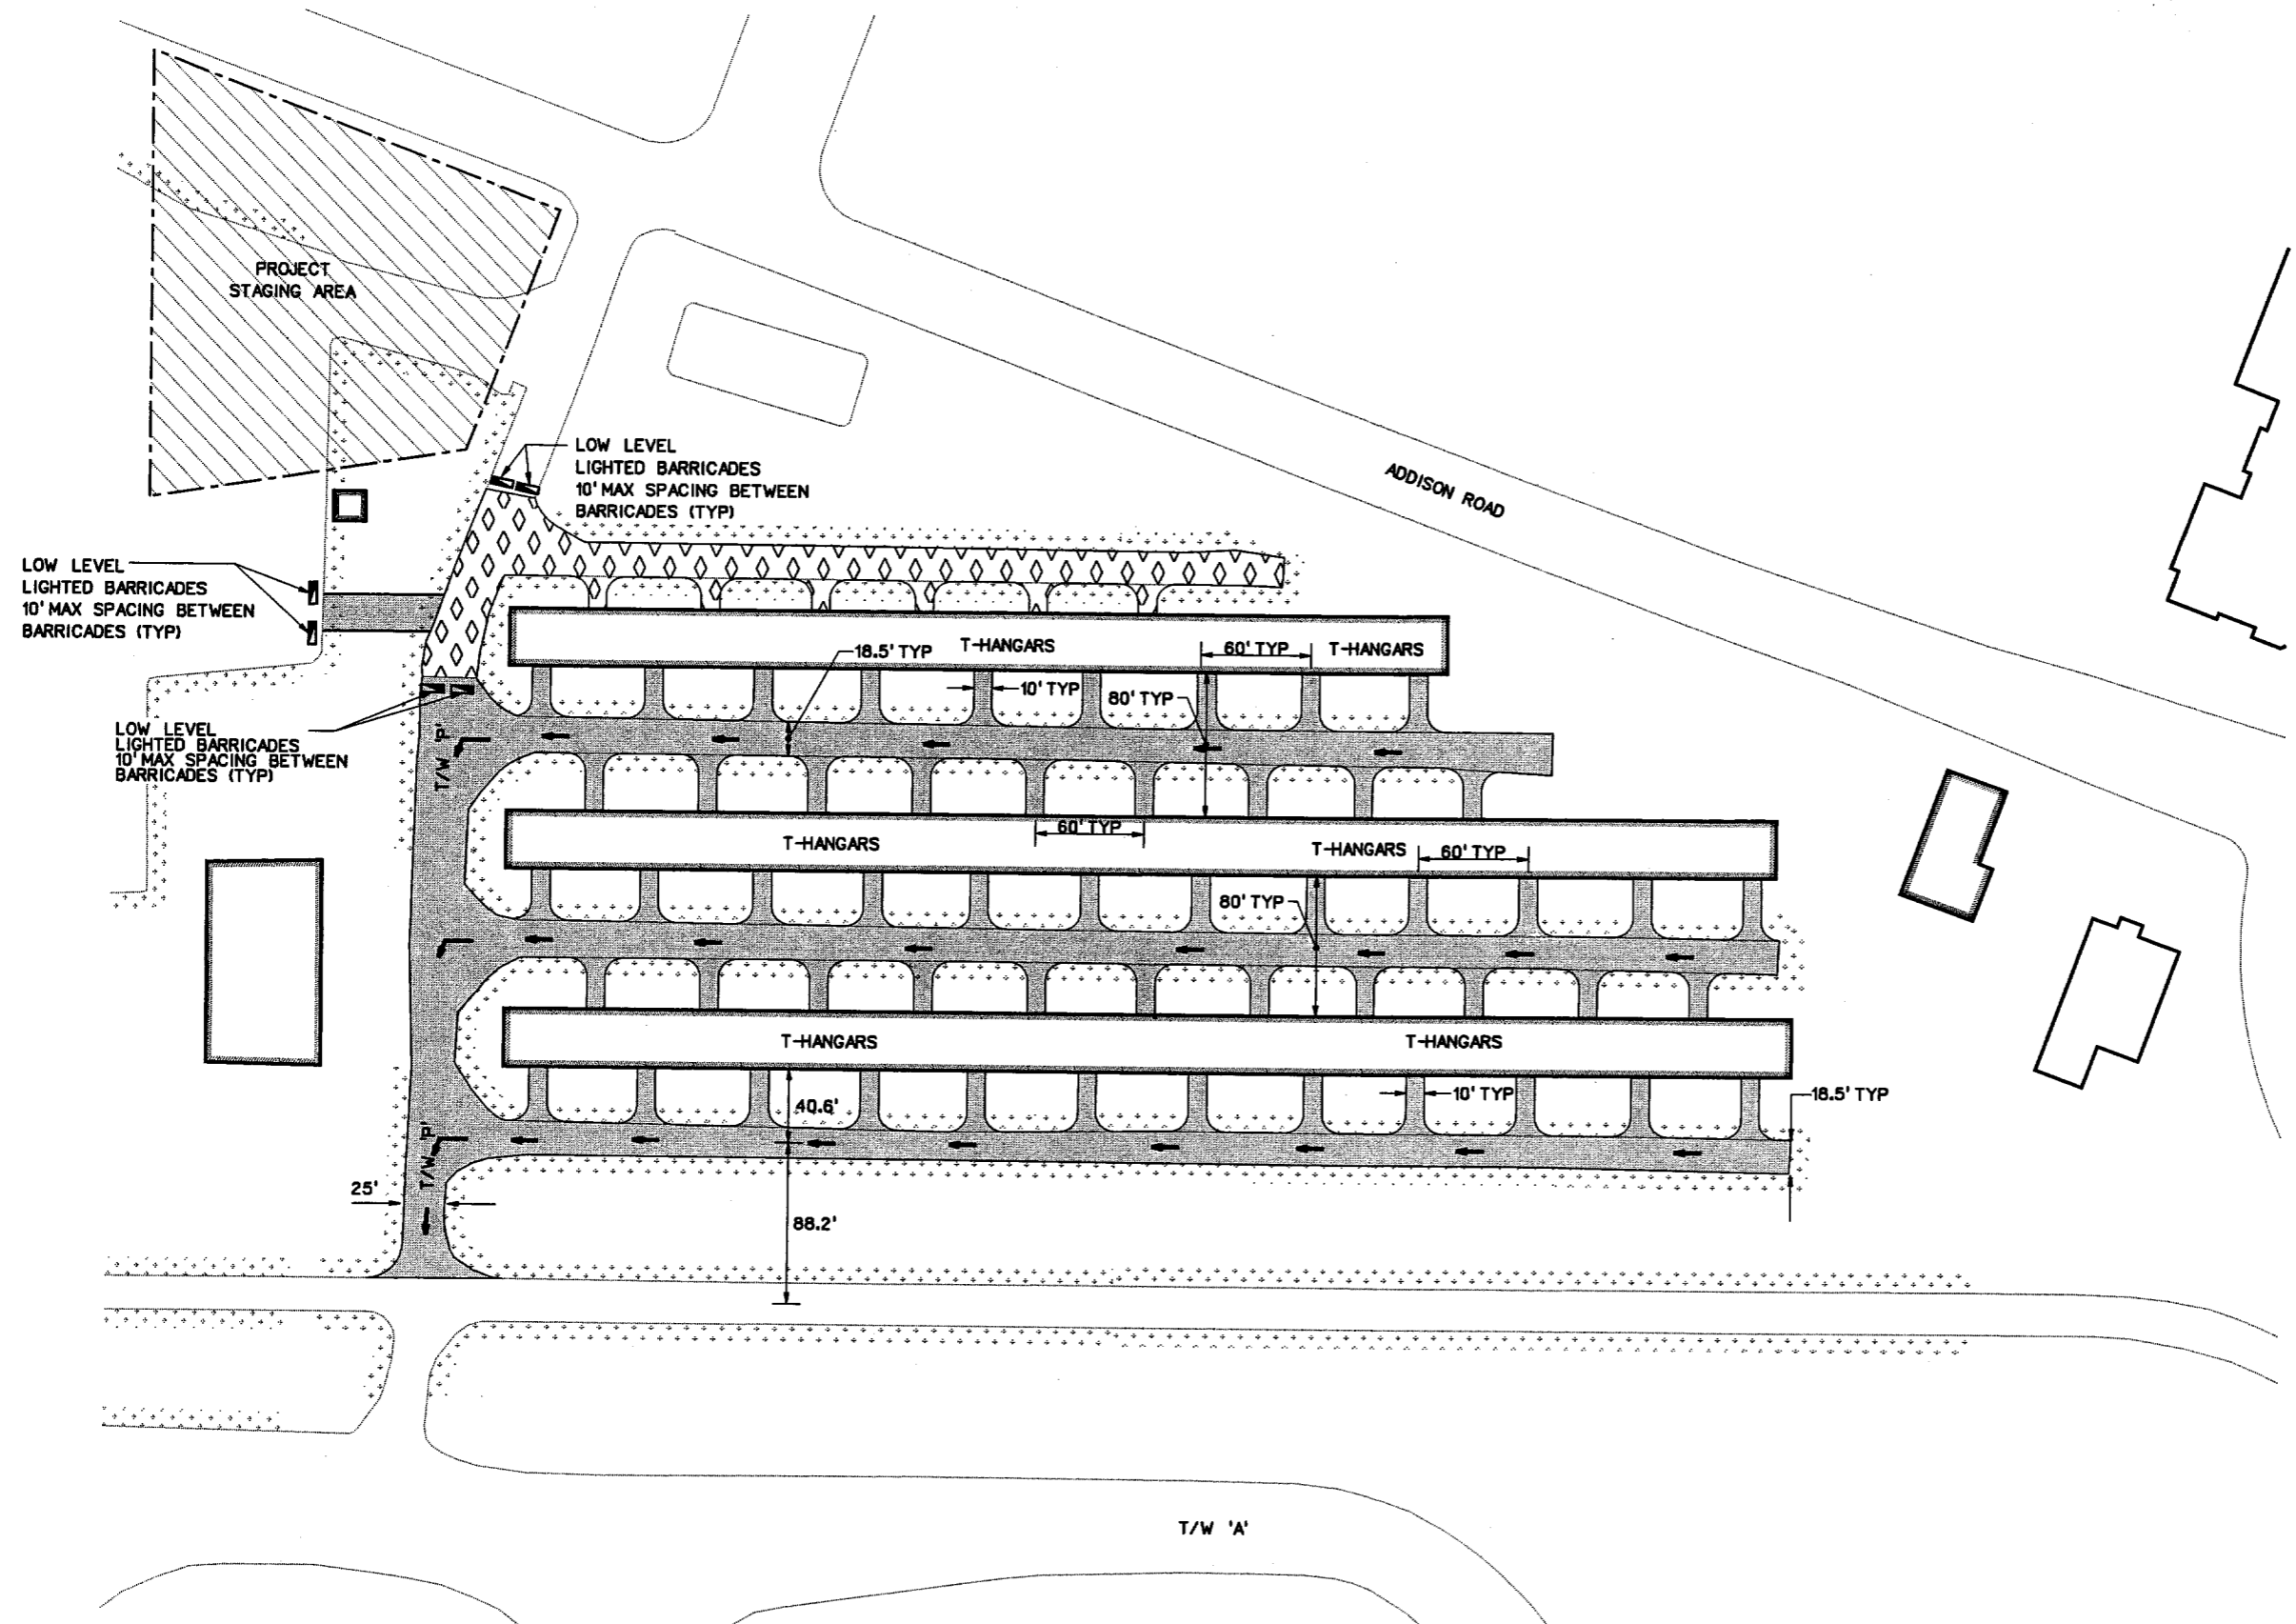 PROJECT
STAGING AREA
LOW LEVEL
LIGHTED BARRICADES
10' MAX SPACING BETWEEN
BARRICADES (TYP)
ADDISON ROAD
LOW LEVEL
LIGHTED BARRICADES
10' MAX SPACING BETWEEN
BARRICADES (TYP)
18.5' TYP
T-HANGARS
60' TYP
T-HANGARS
10' TYP
80' TYP
LOW LEVEL
LIGHTED BARRICADES
10' MAX SPACING BETWEEN
BARRICADES (TYP)
T/W 'P'
60' TYP
T-HANGARS
T-HANGARS
60' TYP
80' TYP
T-HANGARS
T-HANGARS
40.6'
10' TYP
18.5' TYP
T/W 'P'
25'
88.2'
T/W 'A'